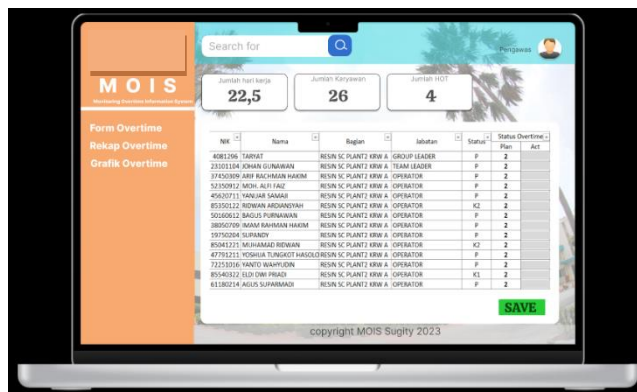 Search for
Pengawas
MOIS
Monitoring Overtime Information System
Form Overtime
Rekap Overtime
Grafik Overtime
Jumlah hari kerja
22,5
Jumlah Karyawan
26
Jumlah HOT
4
NIK Nama Bagian Jabatan Status Status Overtime
Plan Act
4081296 TARYAT RESIN SC PLANT2 KRW A GROUP LEADER P 2
23101104 JOHAN GUNAWAN RESIN SC PLANT2 KRW A TEAM LEADER P 2
37450309 ARIF RACHMAN HAKIM RESIN SC PLANT2 KRW A OPERATOR P 2
52350912 MOH. ALFI FAIZ RESIN SC PLANT2 KRW A OPERATOR P 2
45620711 YANUAR SAMAJI RESIN SC PLANT2 KRW A OPERATOR P 2
85350122 RIDWAN ARDIANSYAH RESIN SC PLANT2 KRW A OPERATOR K2 2
50160612 BAGUS PURNAWAN RESIN SC PLANT2 KRW A OPERATOR P 2
38050709 IMAM RAHMAN HAKIM RESIN SC PLANT2 KRW A OPERATOR P 2
19750204 SUPANDY RESIN SC PLANT2 KRW A OPERATOR P 2
85041221 MUHAMAD RIDWAN RESIN SC PLANT2 KRW A OPERATOR K2 2
47791211 YOSHUA TUNGKOT HASOLO RESIN SC PLANT2 KRW A OPERATOR P 2
72251016 YANTO WAHYUDIN RESIN SC PLANT2 KRW A OPERATOR P 2
85540322 ELDI DWI PRIADI RESIN SC PLANT2 KRW A OPERATOR K1 2
61180214 AGUS SUPARMADI RESIN SC PLANT2 KRW A OPERATOR P 2
SAVE
copyright MOIS Sugity 2023